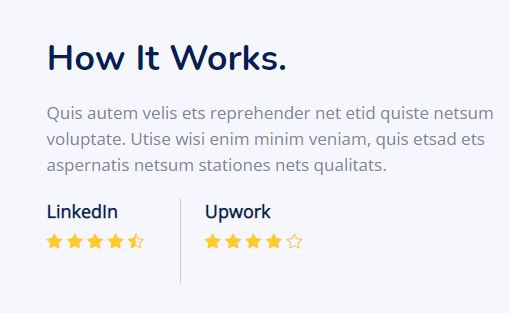 How It Works.
Quis autem velis ets reprehender net etid quiste netsum
voluptate. Utise wisi enim minim veniam, quis etsad ets
aspernatis netsum stationes nets qualitats.
LinkedIn
Upwork